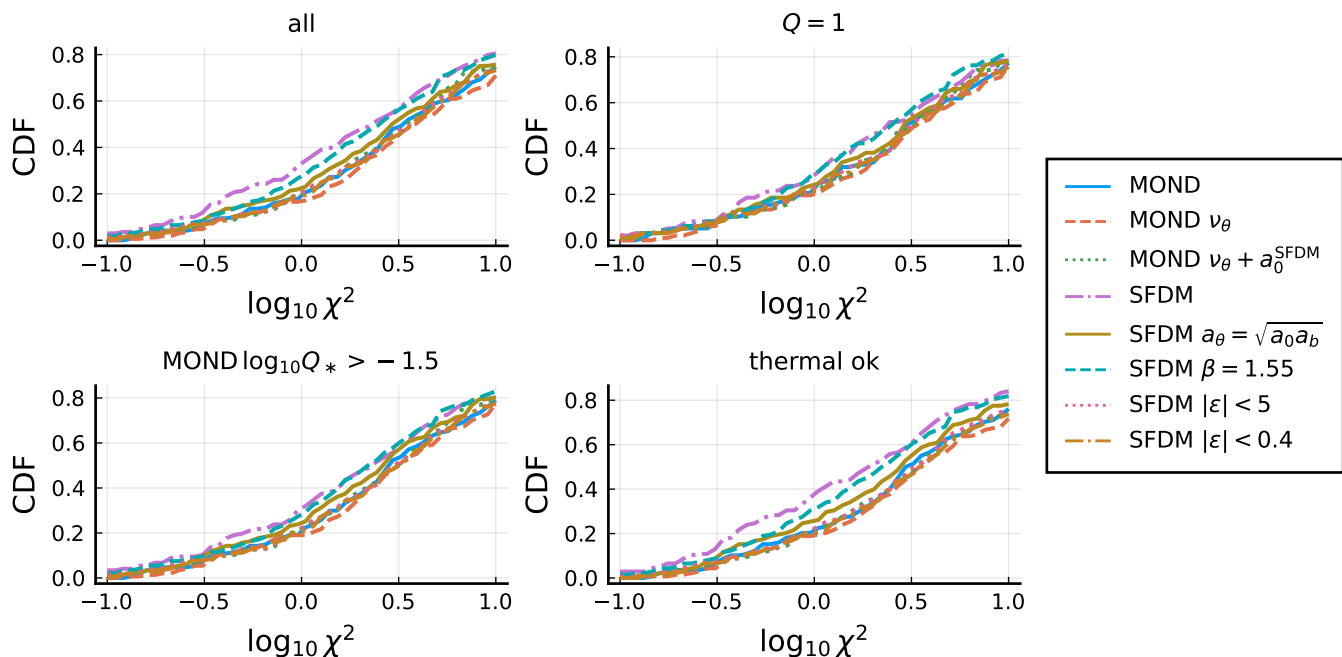 all
CDF
0.8
0.6
0.4
0.2
0.0
−1.0 −0.5 0.0 0.5 1.0
log₁₀ χ²
Q = 1
CDF
0.8
0.6
0.4
0.2
0.0
−1.0 −0.5 0.0 0.5 1.0
log₁₀ χ²
MOND log₁₀Q∗ > − 1.5
CDF
0.8
0.6
0.4
0.2
0.0
−1.0 −0.5 0.0 0.5 1.0
log₁₀ χ²
thermal ok
CDF
0.8
0.6
0.4
0.2
0.0
−1.0 −0.5 0.0 0.5 1.0
log₁₀ χ²
MOND
MOND ν_θ
MOND ν_θ + a₀^SFDM
SFDM
SFDM a_θ = √(a₀a_b)
SFDM β = 1.55
SFDM |ε| < 5
SFDM |ε| < 0.4